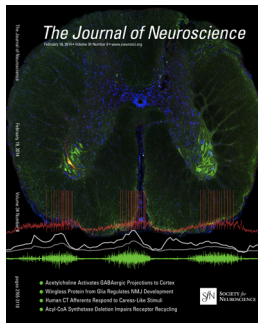 The Journal of Neuroscience
February 19, 2014 • Volume 34 Number 8 • www.jneurosci.org
The Journal of Neuroscience
February 19, 2014
Volume 34 Number 8
pages 2765–3116
Acetylcholine Activates GABAergic Projections to Cortex
Wingless Protein from Glia Regulates NMJ Development
Human CT Afferents Respond to Caress-Like Stimuli
Acyl-CoA Synthetase Deletion Impairs Receptor Recycling
SfN
SOCIETY for
NEUROSCIENCE